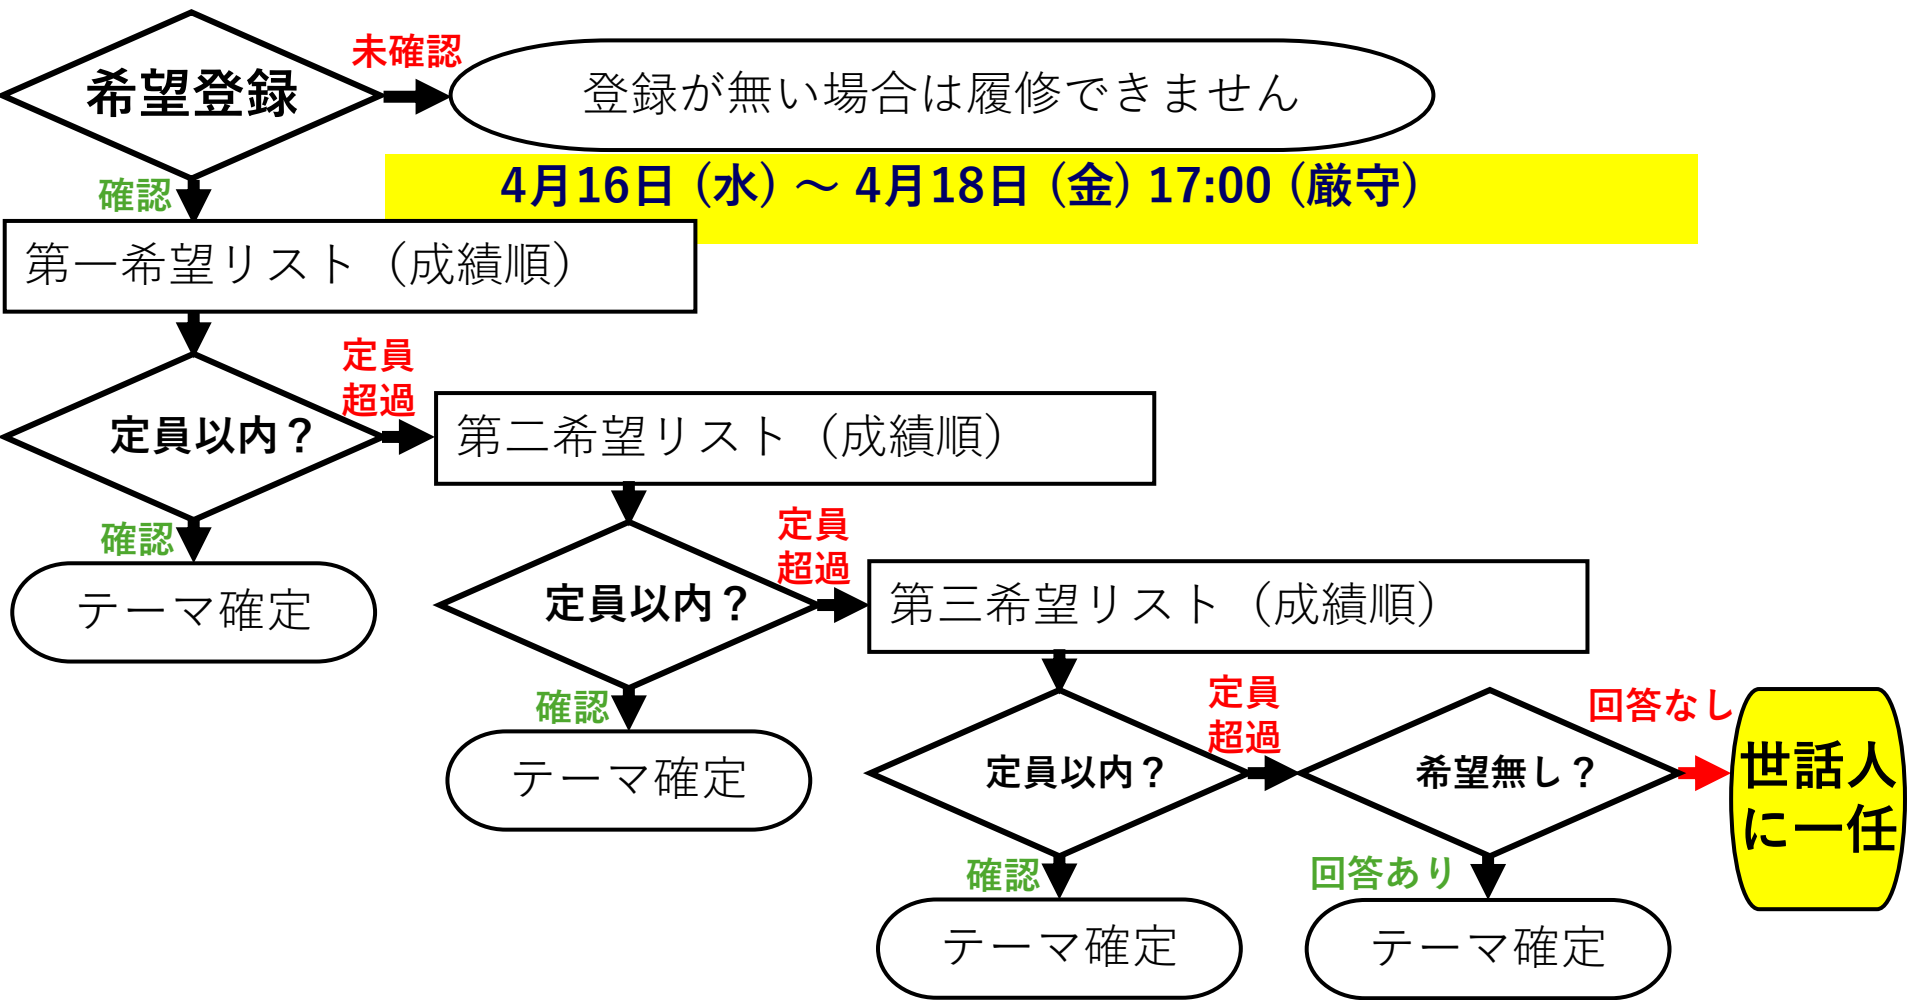 希望登録
未確認
登録が無い場合は履修できません
4月16日 (水) ～ 4月18日 (金) 17:00 (厳守)
確認
第一希望リスト（成績順）
定員以内？
定員
超過
第二希望リスト（成績順）
確認
テーマ確定
定員以内？
定員
超過
第三希望リスト（成績順）
確認
テーマ確定
定員以内？
定員
超過
希望無し？
回答なし
世話人
に一任
確認
テーマ確定
回答あり
テーマ確定